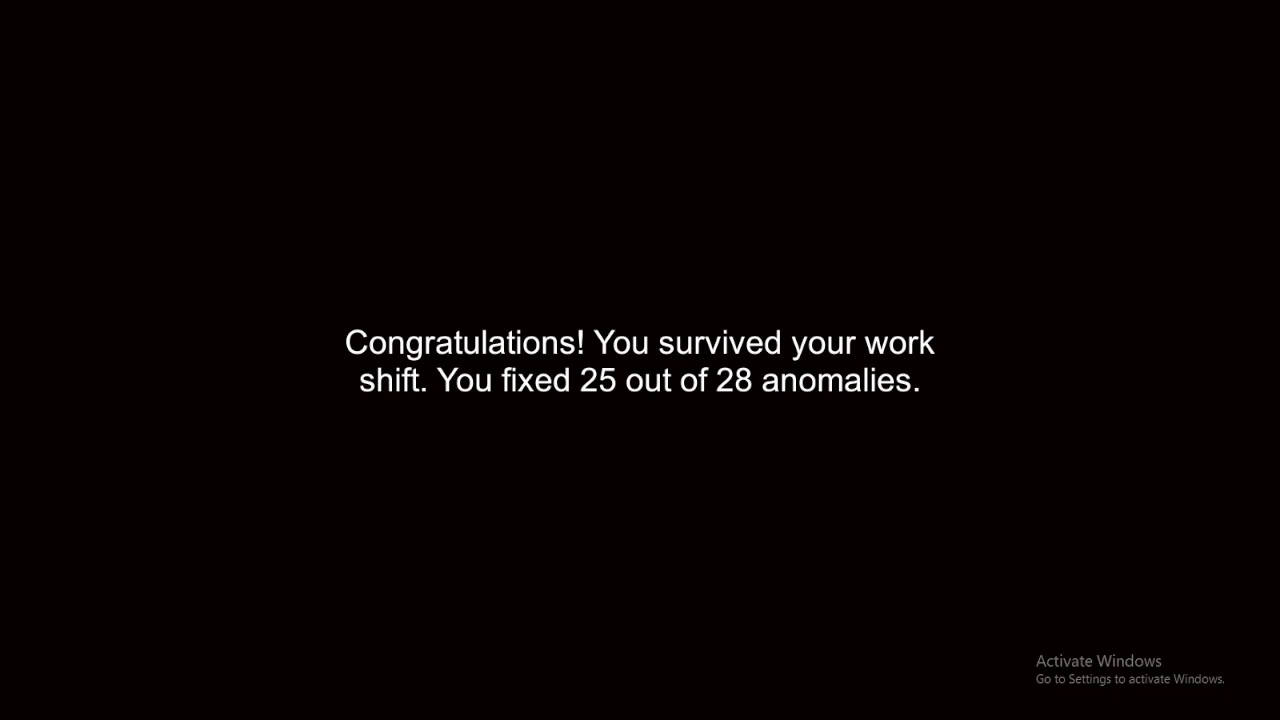 Congratulations! You survived your work
shift. You fixed 25 out of 28 anomalies.
Activate Windows
Go to Settings to activate Windows.